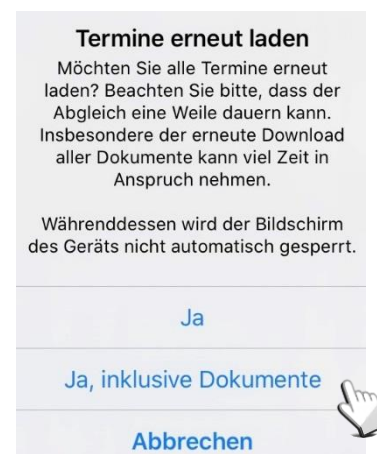 Termine erneut laden
Möchten Sie alle Termine erneut
laden? Beachten Sie bitte, dass der
Abgleich eine Weile dauern kann.
Insbesondere der erneute Download
aller Dokumente kann viel Zeit in
Anspruch nehmen.
Währenddessen wird der Bildschirm
des Geräts nicht automatisch gesperrt.
Ja
Ja, inklusive Dokumente
Abbrechen